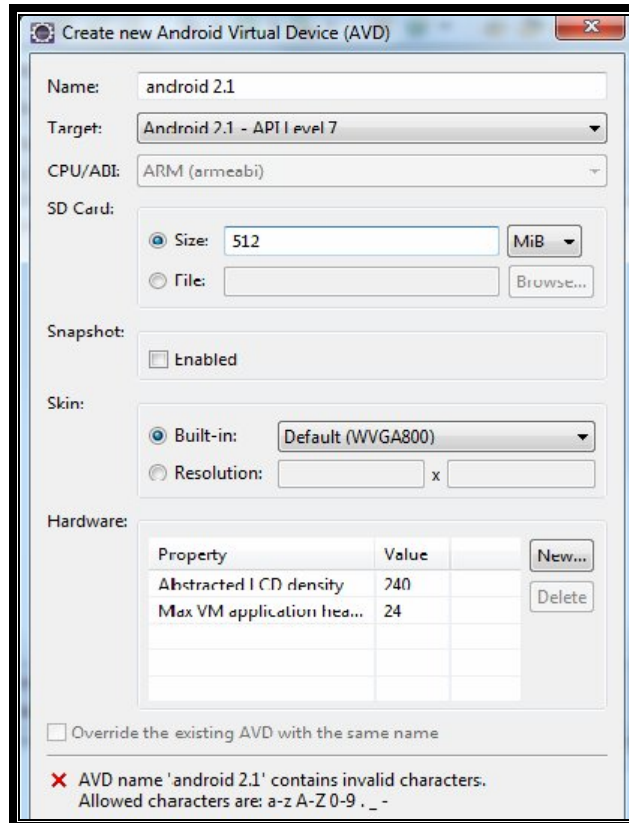 Create new Android Virtual Device (AVD)
Name: android 2.1
Target: Android 2.1 - API Level 7
CPU/ABI: ARM (armeabi)
SD Card:
Size: 512 MiB
File: Browse...
Snapshot:
Enabled
Skin:
Built-in: Default (WVGA800)
Resolution: x
Hardware:
Property Value New...
Abstracted LCD density 240 Delete
Max VM application hea... 24
Override the existing AVD with the same name
AVD name 'android 2.1' contains invalid characters.
Allowed characters are: a-z A-Z 0-9 . _ -